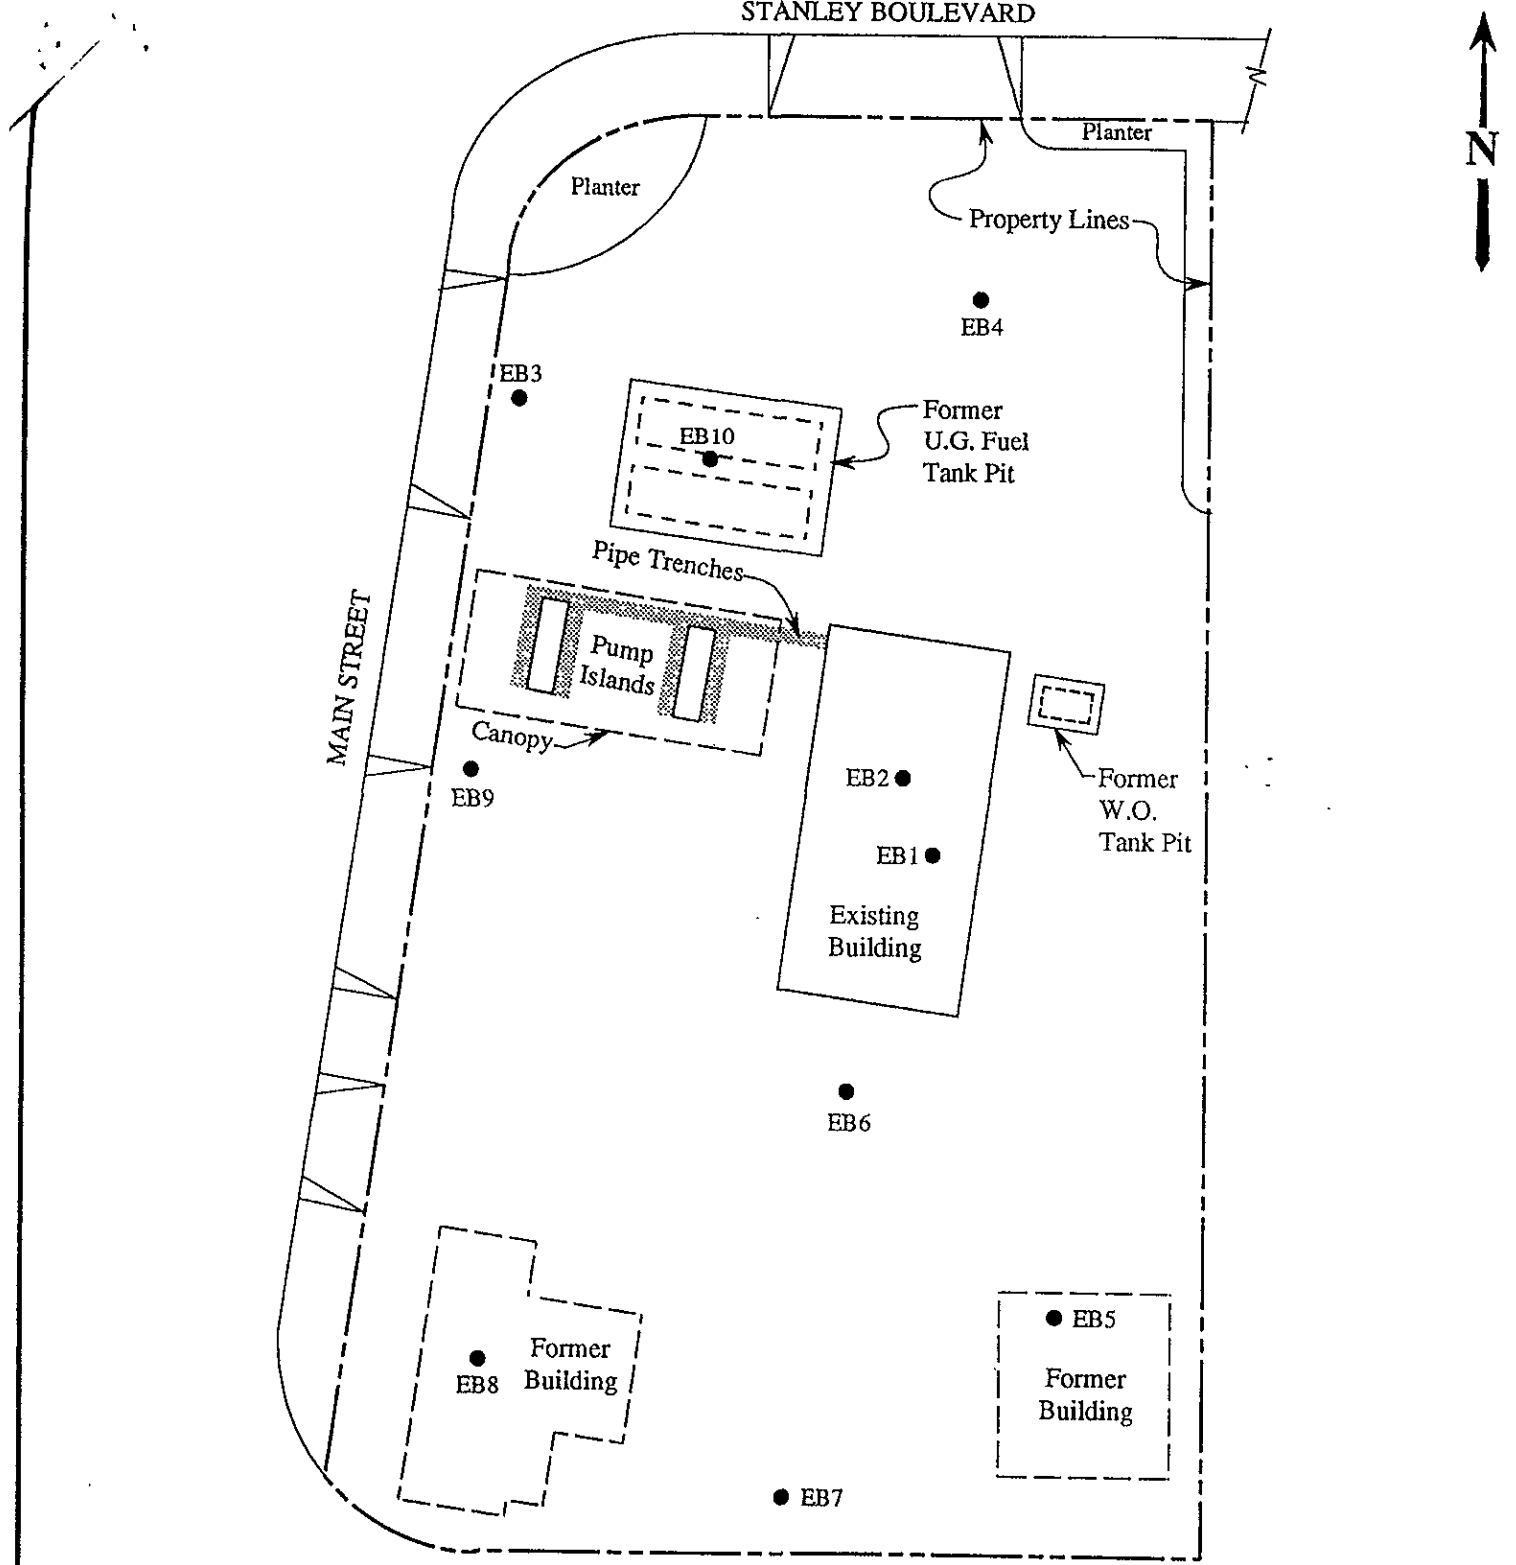 STANLEY BOULEVARD
Planter
Planter
Property Lines
N
EB4
EB3
Former
U.G. Fuel
Tank Pit
EB10
Pipe Trenches
MAIN STREET
Pump
Islands
Canopy
EB9
EB2
Former
W.O.
Tank Pit
EB1
Existing
Building
EB6
EB5
Former
Building
EB8
Former
Building
EB7